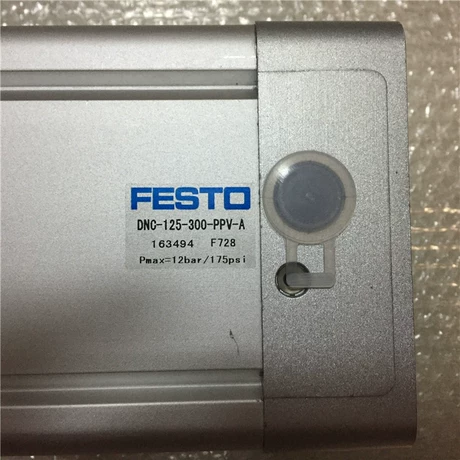 FESTO
DNC-125-300-PPV-A
163494 F728
Pmax=12bar/175psi